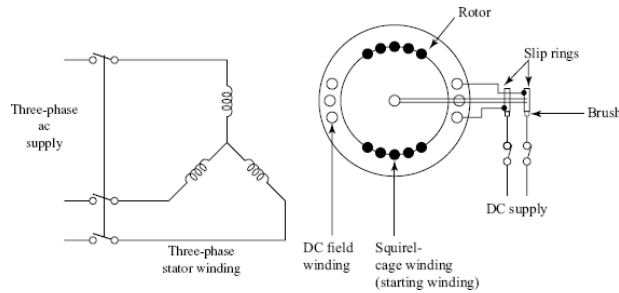 Three-phase
ac
supply
Three-phase
stator winding
Rotor
Slip rings
Brush
DC supply
DC field
winding
Squirel-
cage winding
(starting winding)